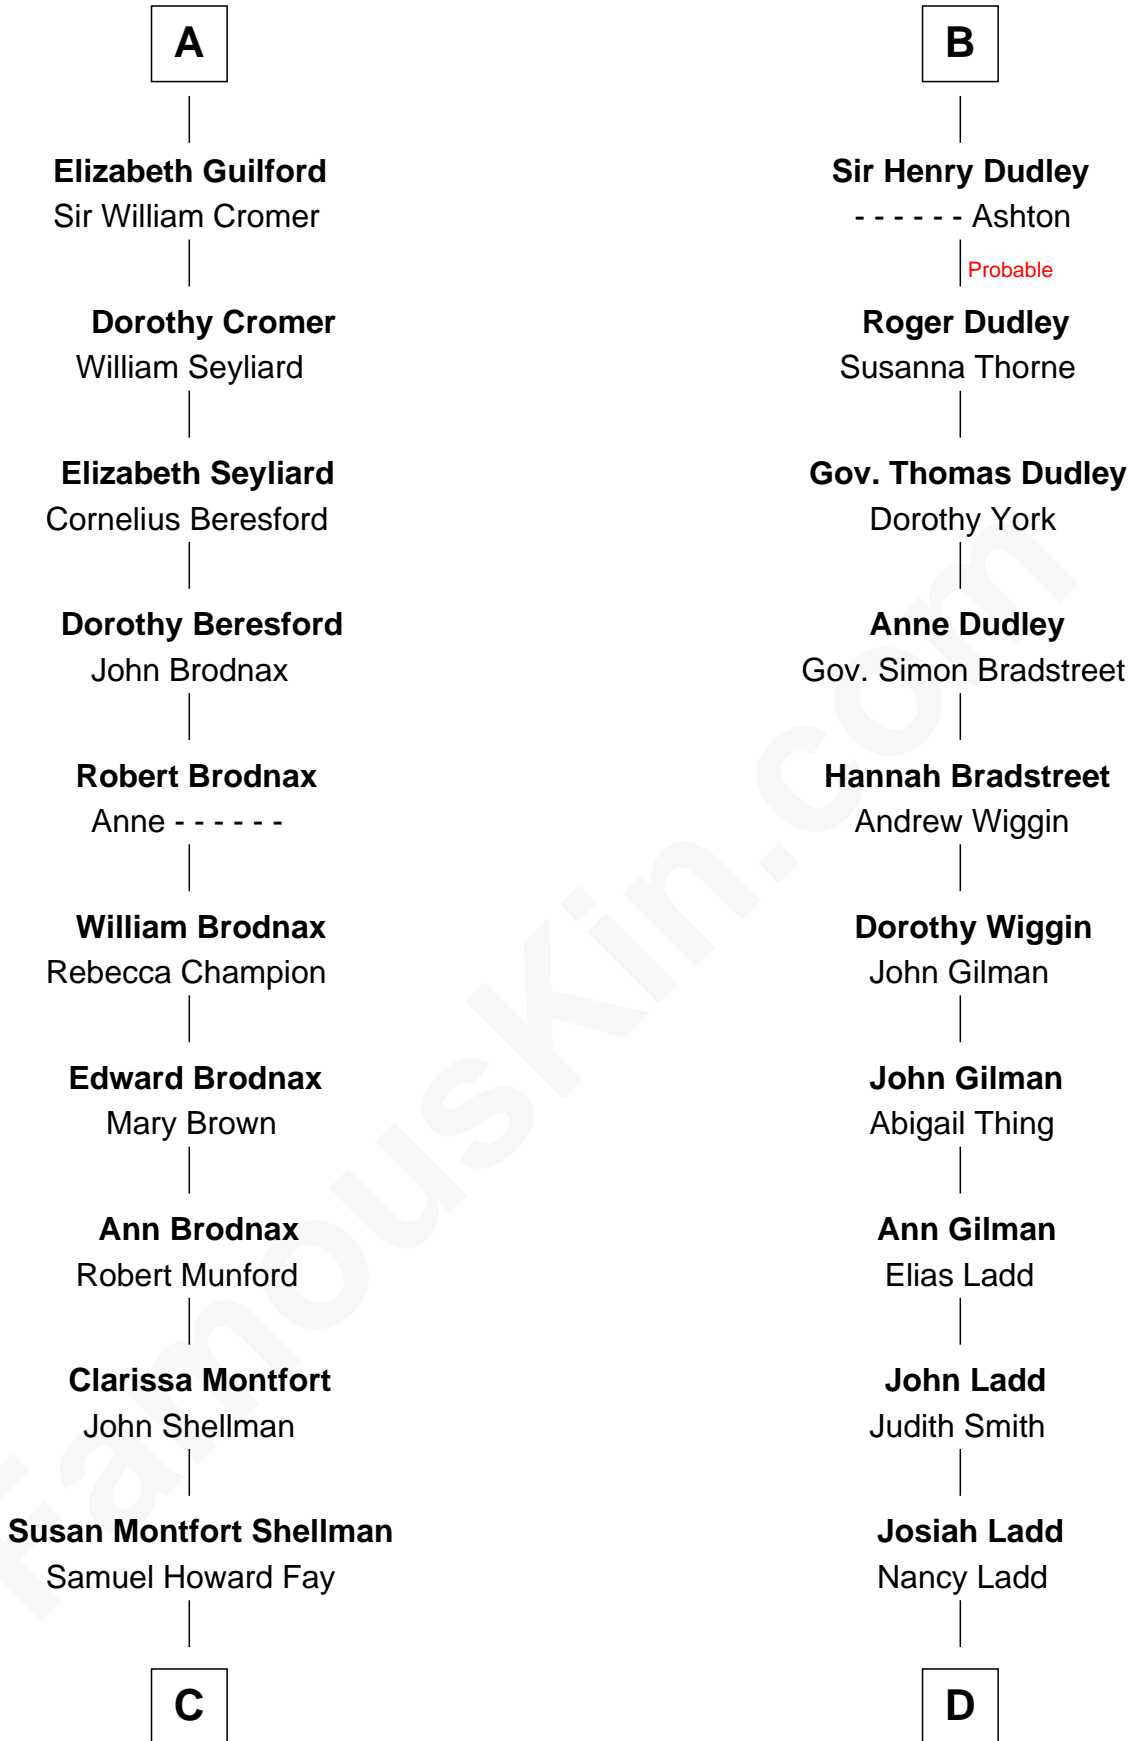 A
Elizabeth Guilford
Sir William Cromer
Dorothy Cromer
William Seyliard
Elizabeth Seyliard
Cornelius Beresford
Dorothy Beresford
John Brodnax
Robert Brodnax
Anne - - - - - -
William Brodnax
Rebecca Champion
Edward Brodnax
Mary Brown
Ann Brodnax
Robert Munford
Clarissa Montfort
John Shellman
Susan Montfort Shellman
Samuel Howard Fay
C
B
Sir Henry Dudley
- - - - - - Ashton
Probable
Roger Dudley
Susanna Thorne
Gov. Thomas Dudley
Dorothy York
Anne Dudley
Gov. Simon Bradstreet
Hannah Bradstreet
Andrew Wiggin
Dorothy Wiggin
John Gilman
John Gilman
Abigail Thing
Ann Gilman
Elias Ladd
John Ladd
Judith Smith
Josiah Ladd
Nancy Ladd
D
FamousKin.com